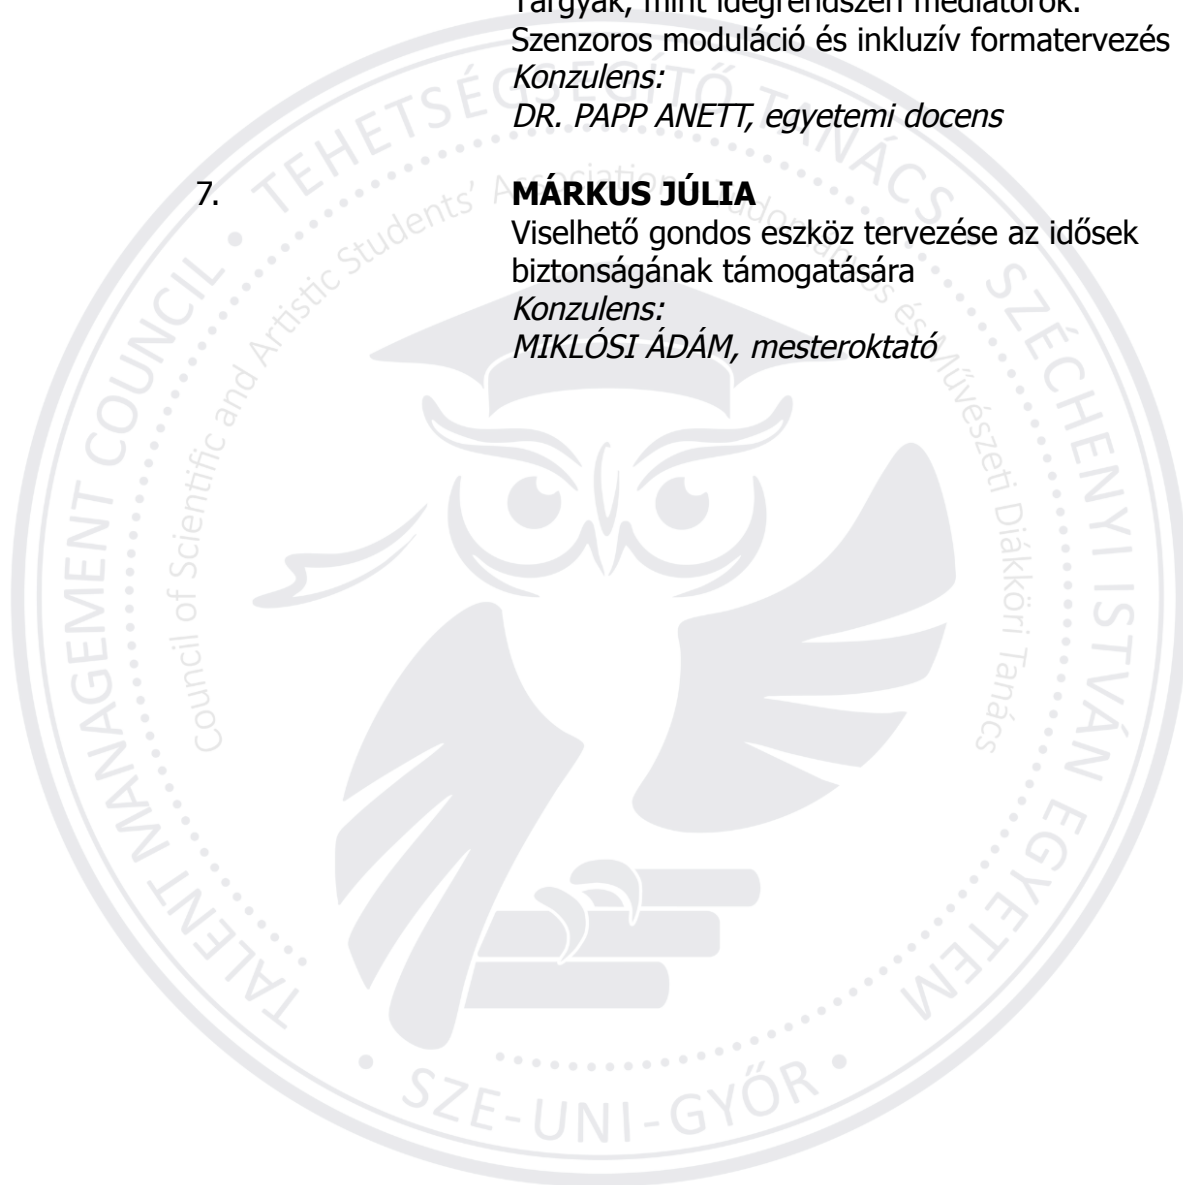 Tárgyak, mint idegrendszeri mediátorok.
Szenzoros moduláció és inkluzív formatervezés
Konzulens:
DR. PAPP ANETT, egyetemi docens
7. MÁRKUS JÚLIA
Viselhető gondos eszköz tervezése az idősek
biztonságának támogatására
Konzulens:
MIKLÓSI ÁDÁM, mesteroktató
TEHETSÉGSEGÍTŐ TANÁCS
SZÉCHENYI ISTVÁN EGYETEM
TALENT MANAGEMENT COUNCIL
SZE-UNI-GYŐR
Council of Scientific and Artistic Students' Association
Tudományos és Művészeti Diákköri Tanács